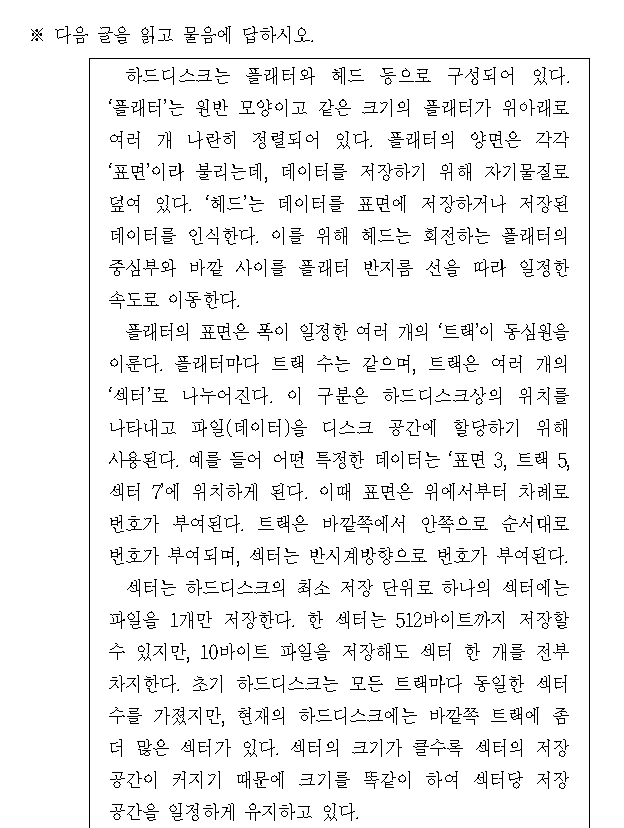 ※ 다음 글을 읽고 물음에 답하시오.
하드디스크는 플래터와 헤드 등으로 구성되어 있다.
‘플래터’는 원반 모양이고 같은 크기의 플래터가 위아래로
여러 개 나란히 정렬되어 있다. 플래터의 양면은 각각
‘표면’이라 불리는데, 데이터를 저장하기 위해 자기물질로
덮여 있다. ‘헤드’는 데이터를 표면에 저장하거나 저장된
데이터를 인식한다. 이를 위해 헤드는 회전하는 플래터의
중심부와 바깥 사이를 플래터 반지름 선을 따라 일정한
속도로 이동한다.
플래터의 표면은 폭이 일정한 여러 개의 ‘트랙’이 동심원을
이룬다. 플래터마다 트랙 수는 같으며, 트랙은 여러 개의
‘섹터’로 나누어진다. 이 구분은 하드디스크상의 위치를
나타내고 파일(데이터)을 디스크 공간에 할당하기 위해
사용된다. 예를 들어 어떤 특정한 데이터는 ‘표면 3, 트랙 5,
섹터 7’에 위치하게 된다. 이때 표면은 위에서부터 차례로
번호가 부여된다. 트랙은 바깥쪽에서 안쪽으로 순서대로
번호가 부여되며, 섹터는 반시계방향으로 번호가 부여된다.
섹터는 하드디스크의 최소 저장 단위로 하나의 섹터에는
파일을 1개만 저장한다. 한 섹터는 512바이트까지 저장할
수 있지만, 10바이트 파일을 저장해도 섹터 한 개를 전부
차지한다. 초기 하드디스크는 모든 트랙마다 동일한 섹터
수를 가졌지만, 현재의 하드디스크에는 바깥쪽 트랙에 좀
더 많은 섹터가 있다. 섹터의 크기가 클수록 섹터의 저장
공간이 커지기 때문에 크기를 똑같이 하여 섹터당 저장
공간을 일정하게 유지하고 있다.